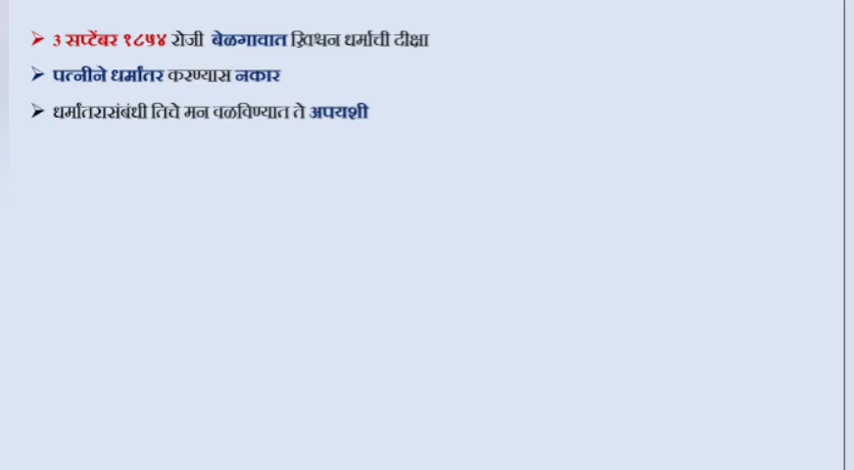 ➢ 3 सप्टेंबर १८५४ रोजी बेळगावात ख्रिश्चन धर्माची दीक्षा
➢ पत्नीने धर्मांतर करण्यास नकार
➢ धर्मांतरासंबंधी तिचे मन वळविण्यात ते अपयशी